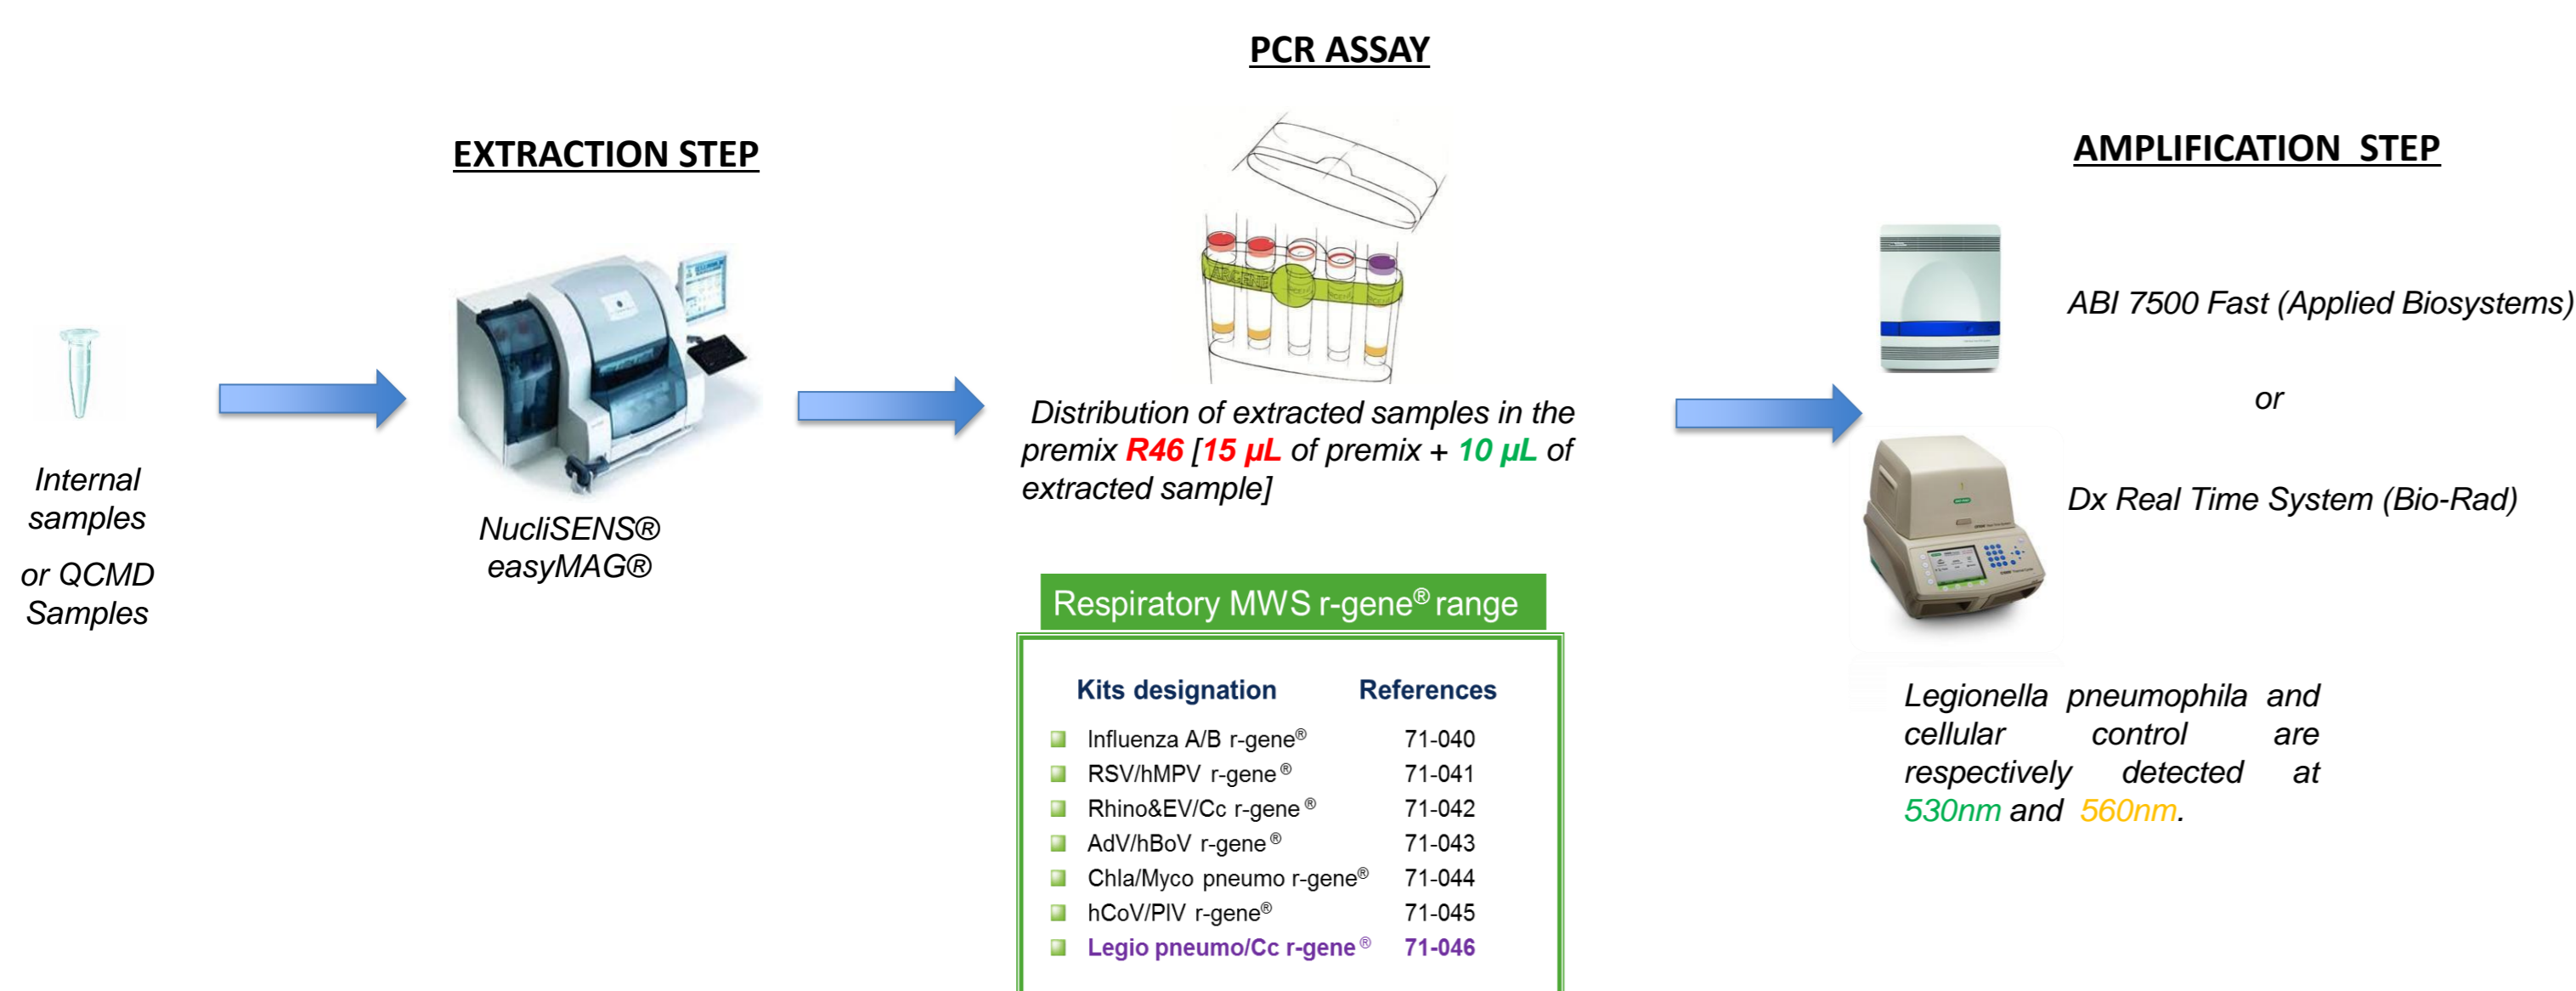 PCR ASSAY
EXTRACTION STEP
AMPLIFICATION STEP
Internal
samples
or QCMD
Samples
NucliSENS®
easyMAG®
ARGENE
Distribution of extracted samples in the
premix R46 [15 µL of premix + 10 µL of
extracted sample]
Respiratory MWS r-gene® range
Kits designation References
Influenza A/B r-gene® 71-040
RSV/hMPV r-gene® 71-041
Rhino&EV/Cc r-gene® 71-042
AdV/hBoV r-gene® 71-043
Chla/Myco pneumo r-gene® 71-044
hCoV/PIV r-gene® 71-045
Legio pneumo/Cc r-gene® 71-046
ABI 7500 Fast (Applied Biosystems)
or
Dx Real Time System (Bio-Rad)
Legionella pneumophila and
cellular control are
respectively detected at
530nm and 560nm.